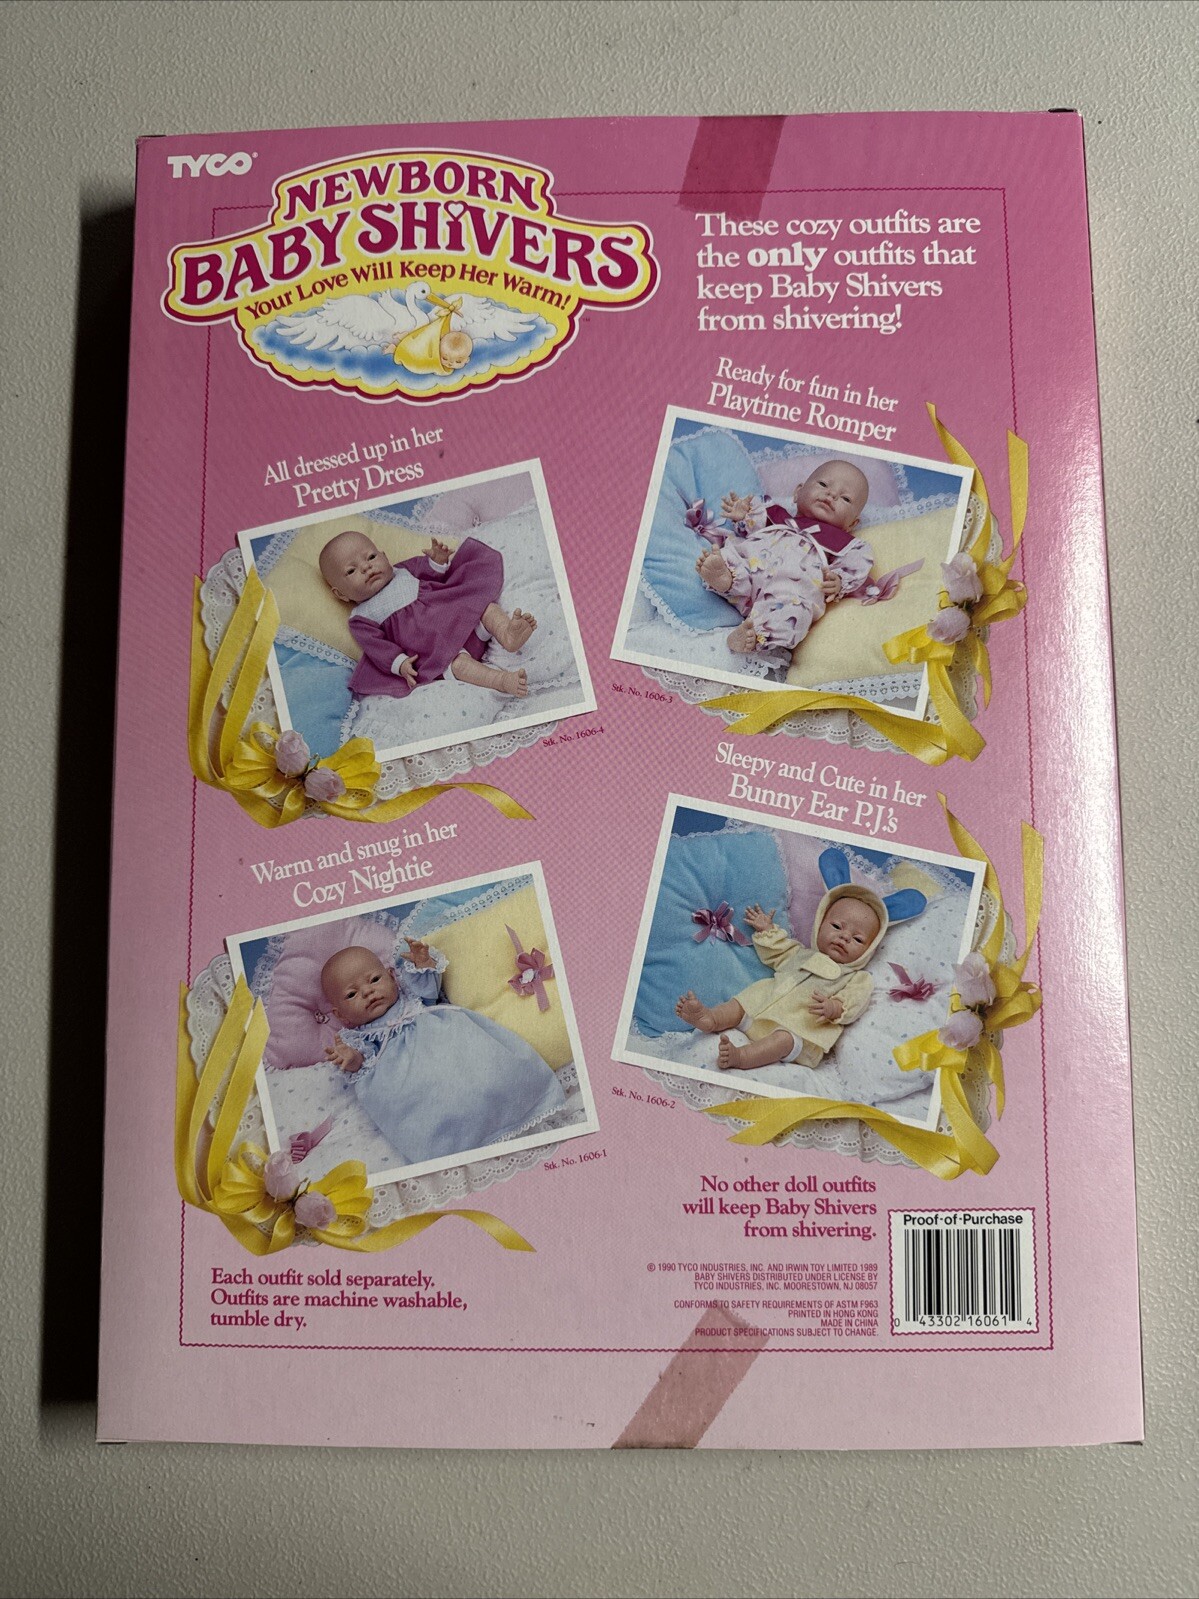 TYCO®
NEWBORN
BABY SHIVERS
Your Love Will Keep Her Warm!
These cozy outfits are
the only outfits that
keep Baby Shivers
from shivering!
All dressed up in her
Pretty Dress
Stk. No. 1606-4
Ready for fun in her
Playtime Romper
Stk. No. 1606-3
Warm and snug in her
Cozy Nightie
Stk. No. 1606-1
Sleepy and Cute in her
Bunny Ear P.J.'s
Stk. No. 1606-2
Each outfit sold separately.
Outfits are machine washable,
tumble dry.
No other doll outfits
will keep Baby Shivers
from shivering.
© 1990 TYCO INDUSTRIES, INC. AND IRWIN TOY LIMITED 1989
BABY SHIVERS DISTRIBUTED UNDER LICENSE BY
TYCO INDUSTRIES, INC. MOORESTOWN, NJ 08057
CONFORMS TO SAFETY REQUIREMENTS OF ASTM F963
PRINTED IN HONG KONG
MADE IN CHINA
PRODUCT SPECIFICATIONS SUBJECT TO CHANGE.
Proof-of-Purchase
0 43302 16061 4